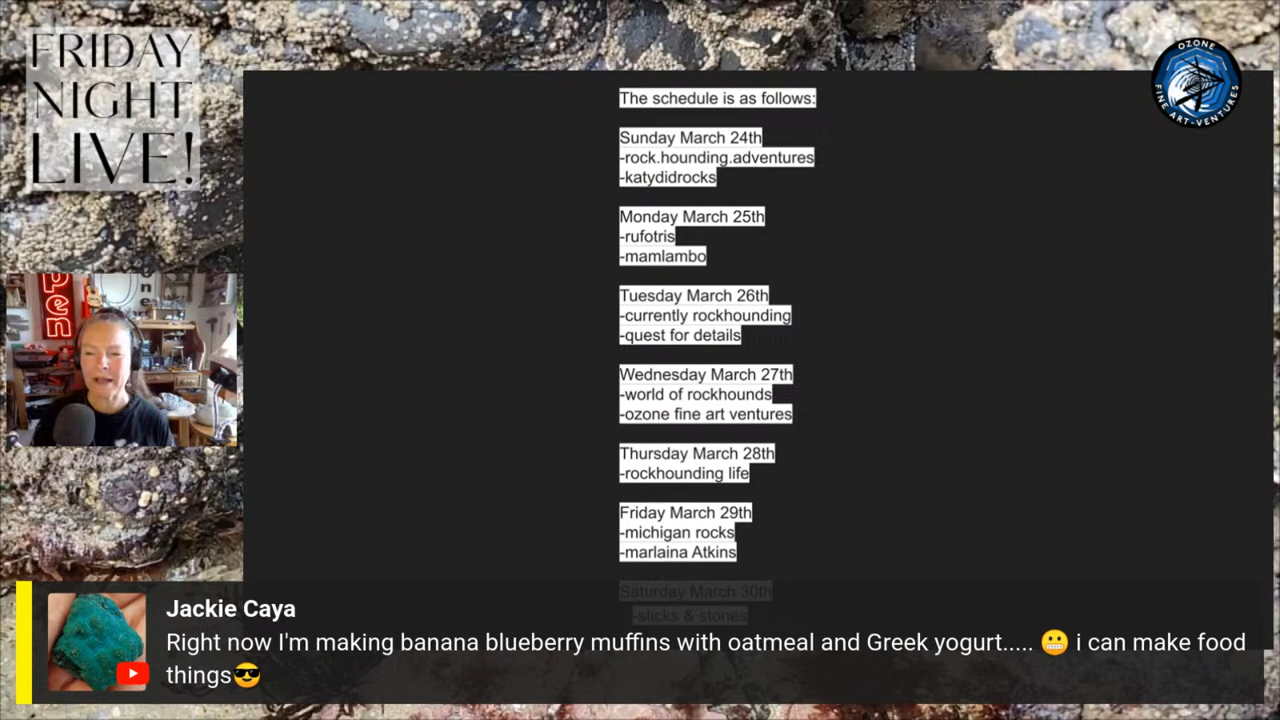 FRIDAY
NIGHT
LIVE!
OZONE
FINE ART-VENTURES
The schedule is as follows:
Sunday March 24th
-rock.hounding.adventures
-katydidrocks
Monday March 25th
-rufotris
-mamlambo
Tuesday March 26th
-currently rockhounding
-quest for details
Wednesday March 27th
-world of rockhounds
-ozone fine art ventures
Thursday March 28th
-rockhounding life
Friday March 29th
-michigan rocks
-marlaina Atkins
Saturday March 30th
-sticks & stones
pen
Jackie Caya
Right now I'm making banana blueberry muffins with oatmeal and Greek yogurt..... 😬 i can make food
things😎